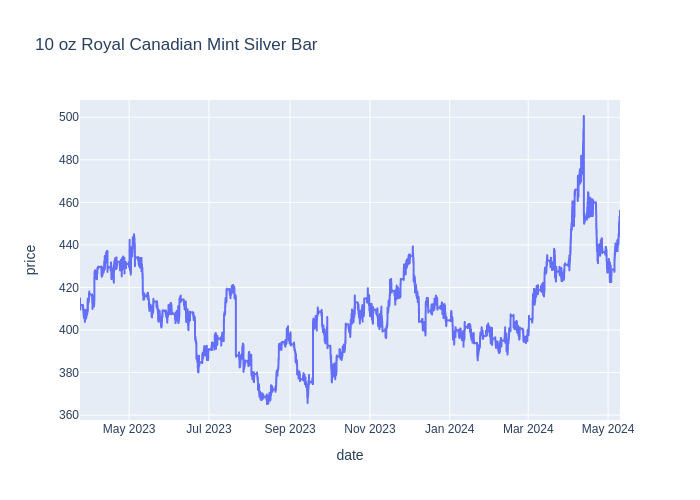 10 oz Royal Canadian Mint Silver Bar
500
480
460
440
420
400
380
360
price
May 2023 Jul 2023 Sep 2023 Nov 2023 Jan 2024 Mar 2024 May 2024
date